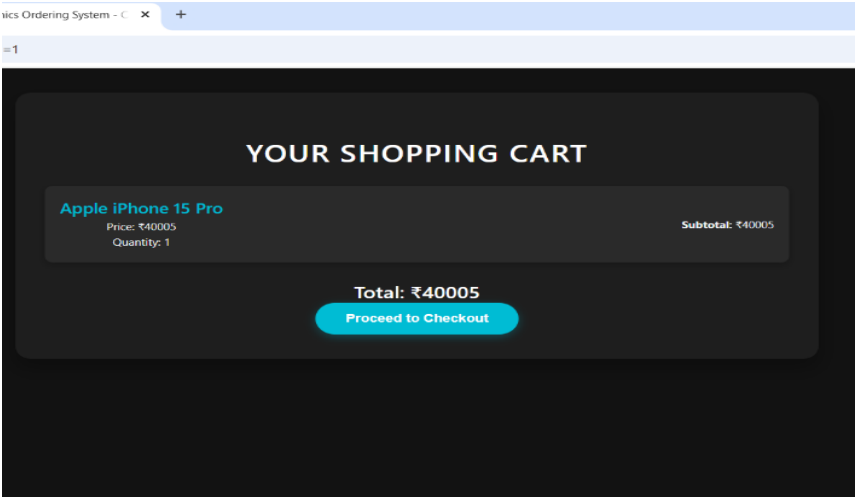 nics Ordering System - C
=1
YOUR SHOPPING CART
Apple iPhone 15 Pro
Price: ₹40005
Quantity: 1
Subtotal: ₹40005
Total: ₹40005
Proceed to Checkout